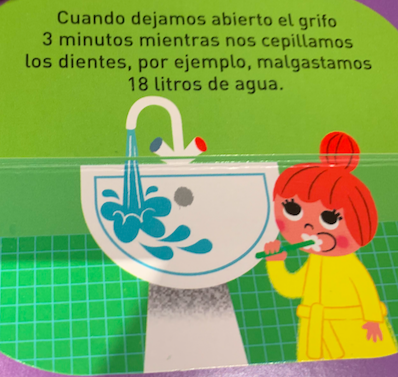 Cuando dejamos abierto el grifo
3 minutos mientras nos cepillamos
los dientes, por ejemplo, malgastamos
18 litros de agua.